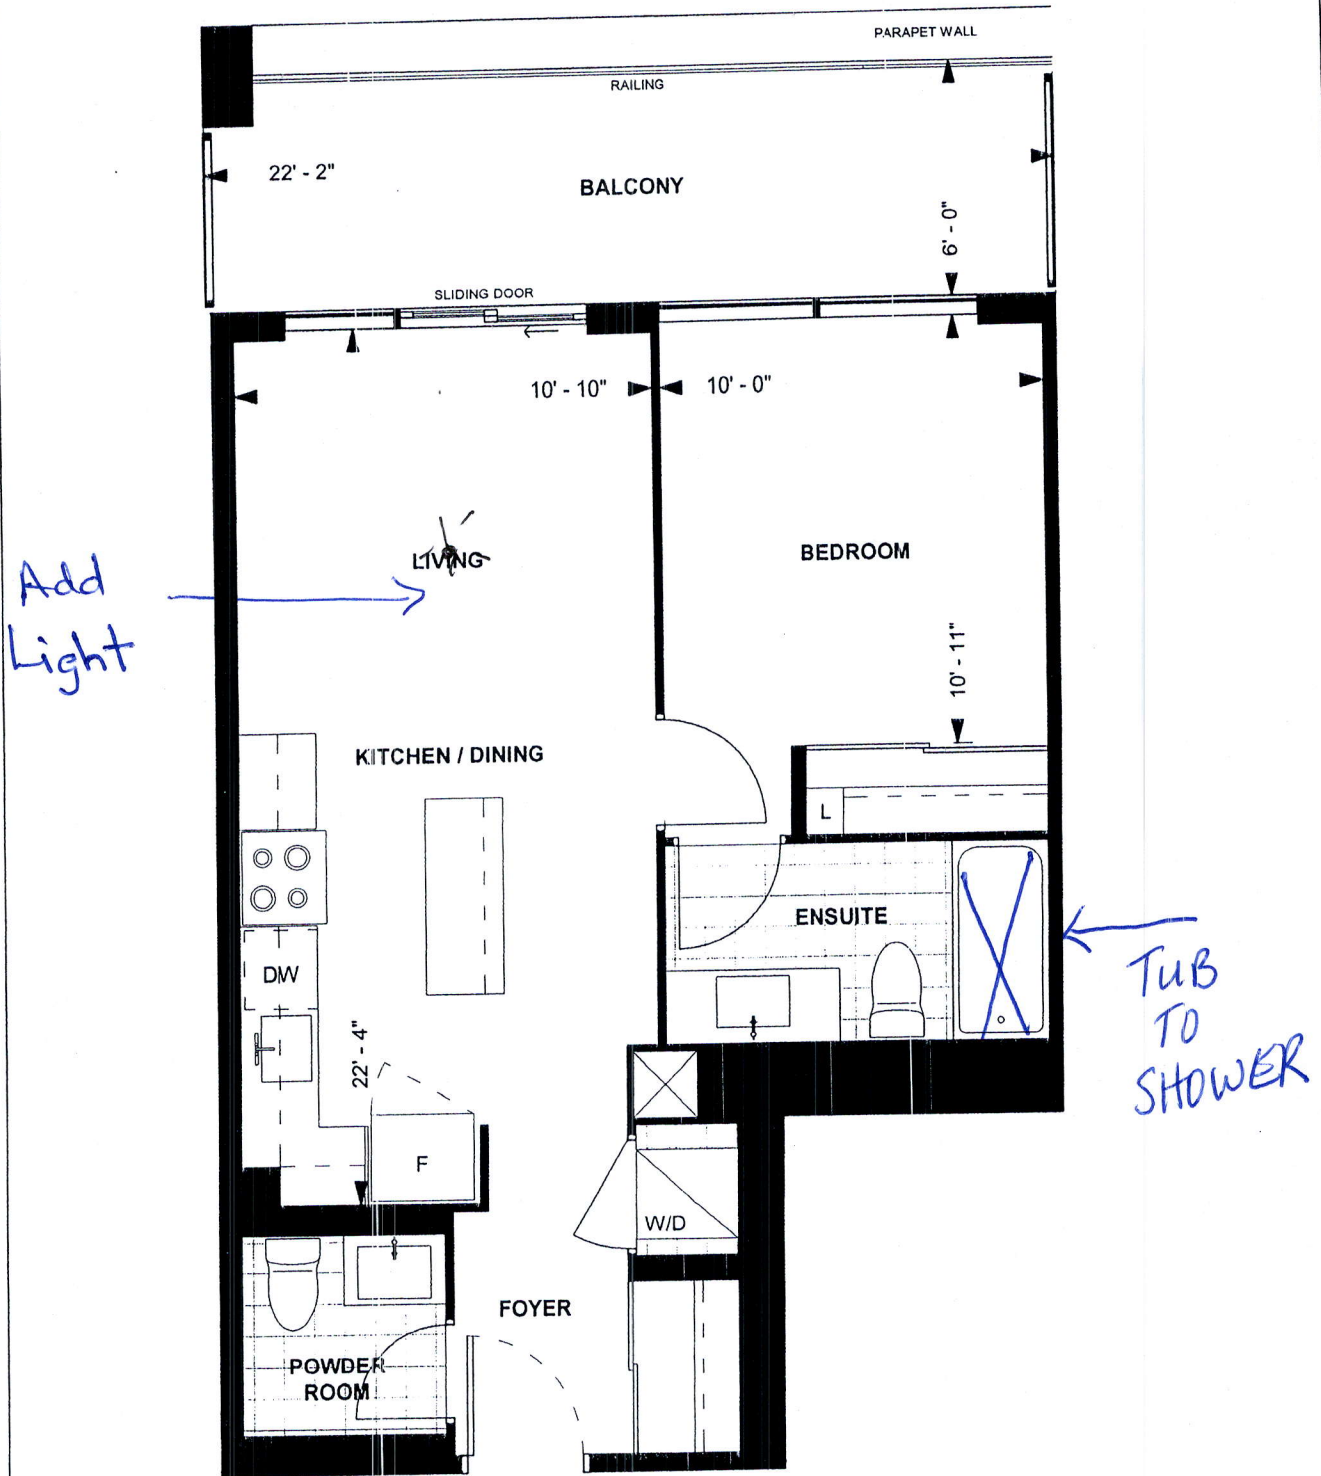 PARAPET WALL
RAILING
22' - 2"
BALCONY
6' - 0"
SLIDING DOOR
10' - 10"
10' - 0"
LIVING
BEDROOM
Add
Light
10' - 11"
KITCHEN / DINING
L
ENSUITE
DW
TUB
TO
SHOWER
22' - 4"
F
W/D
FOYER
POWDER
ROOM